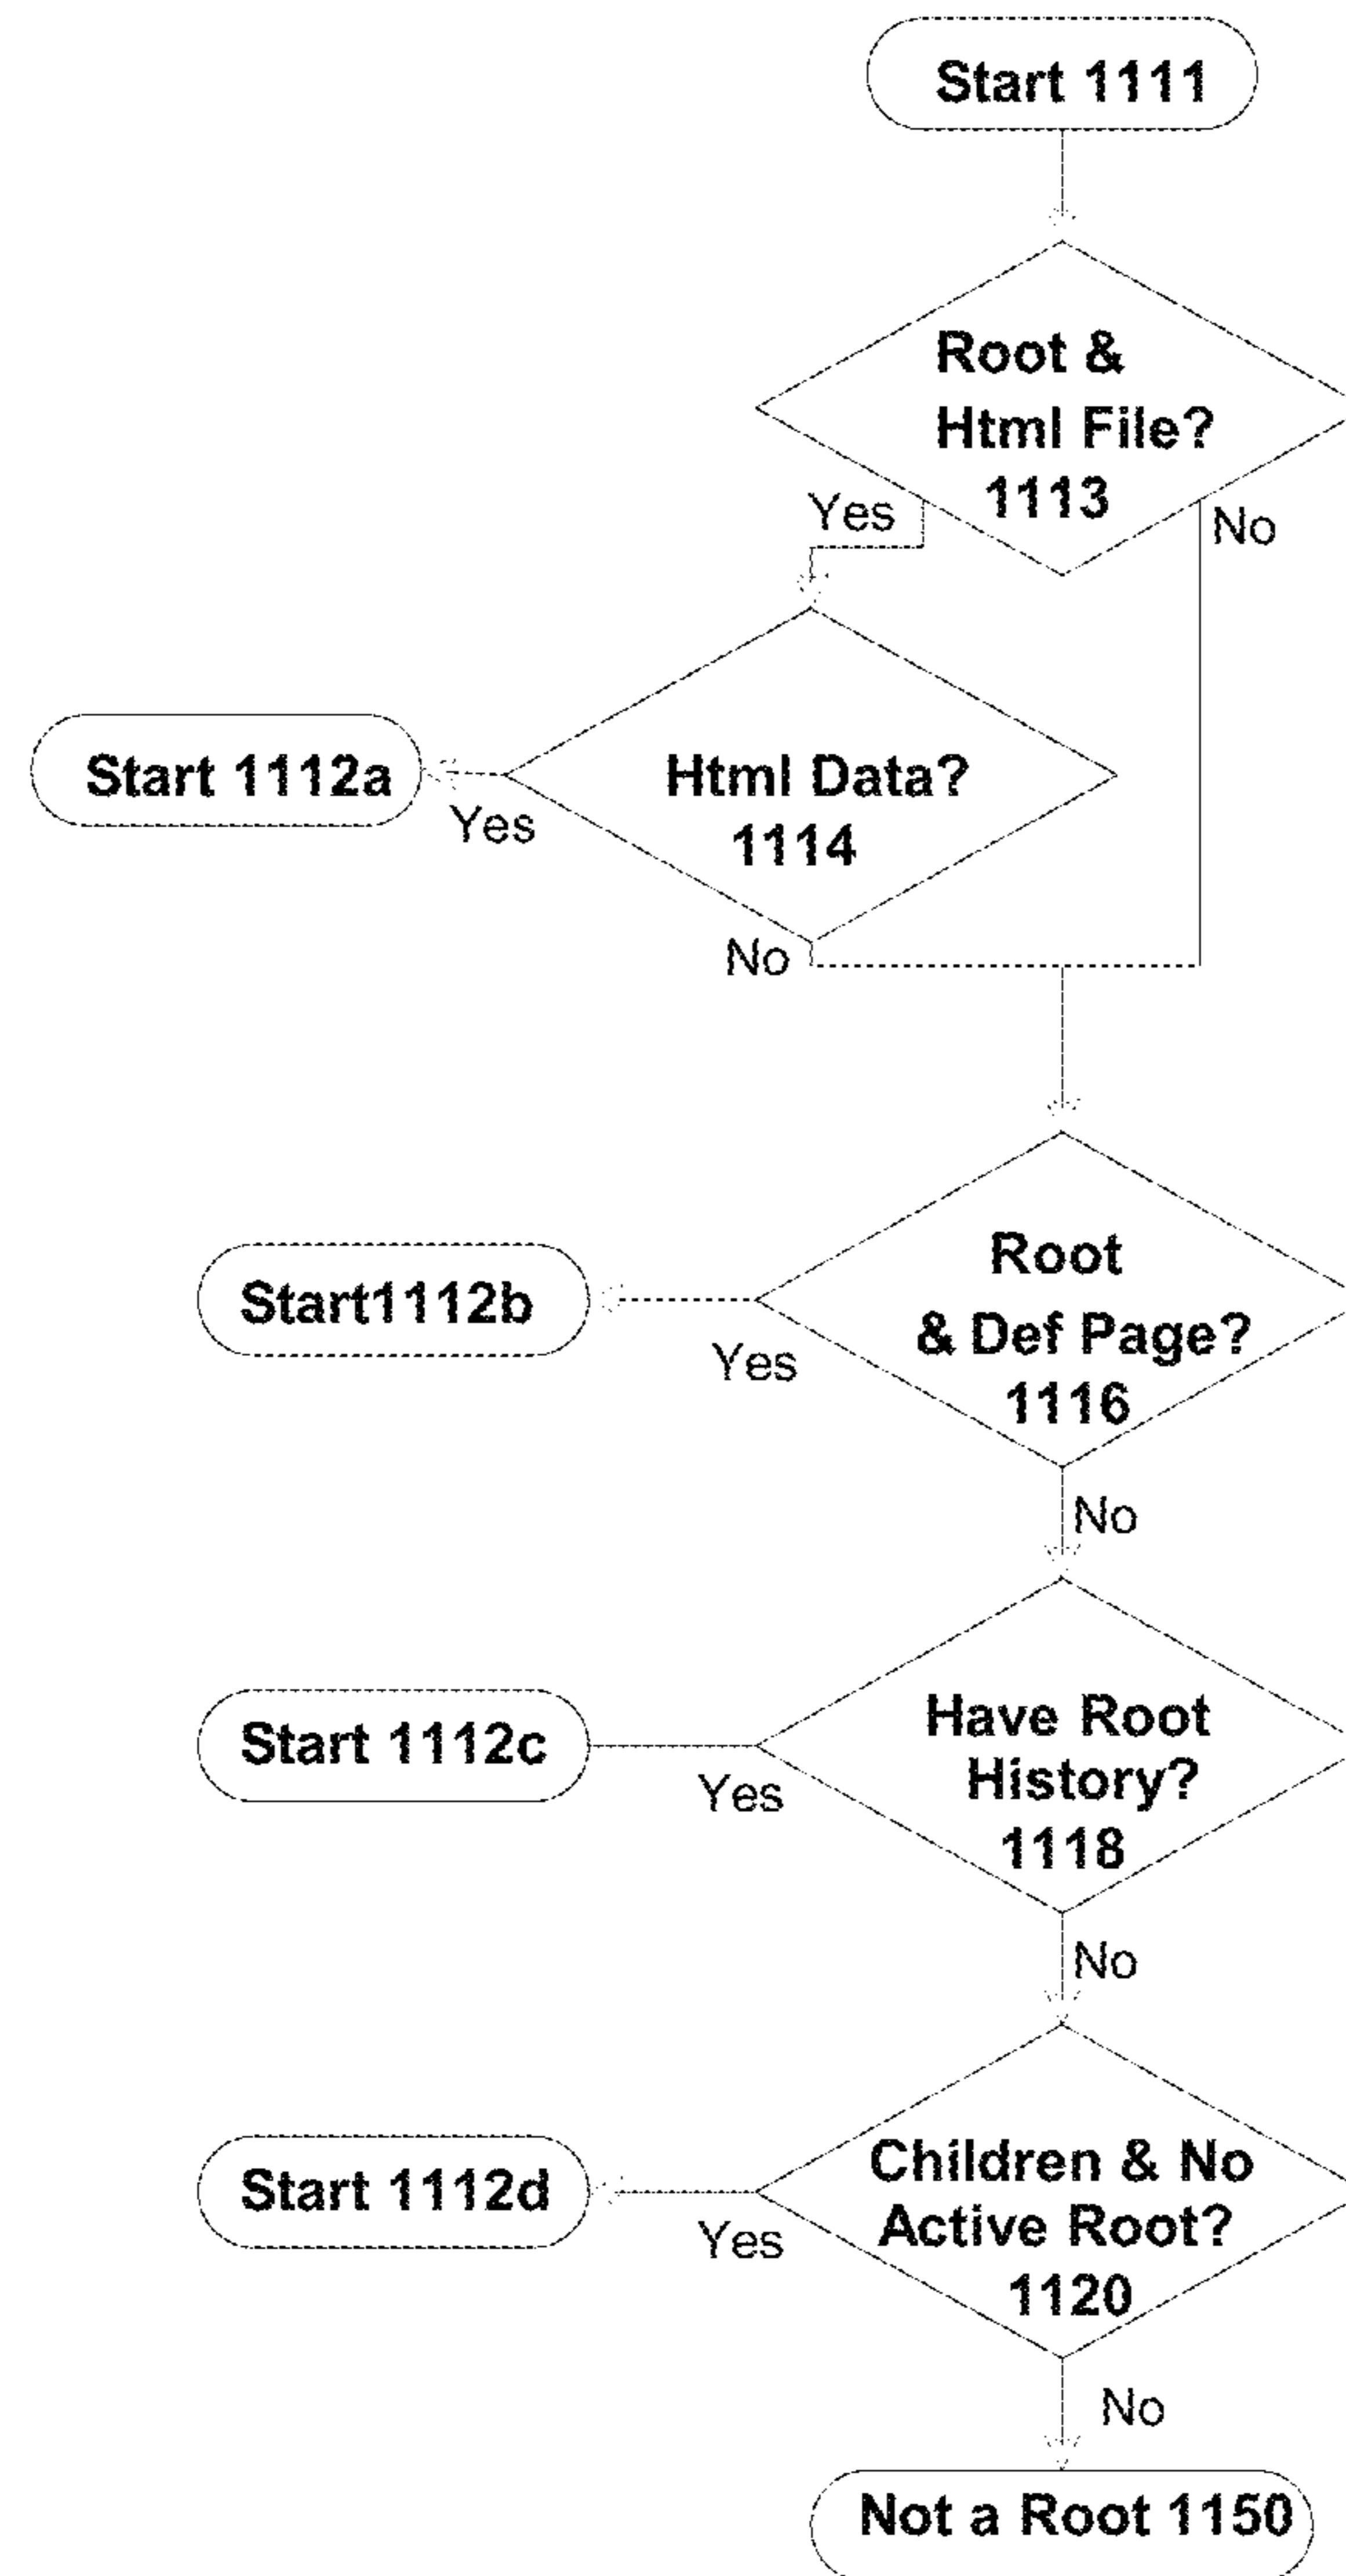 Start 1111
Root &
Html File?
1113
Yes
No
Html Data?
1114
Start 1112a
Yes
No
Root
& Def Page?
1116
Start1112b
Yes
No
Have Root
History?
1118
Start 1112c
Yes
No
Children & No
Active Root?
1120
Start 1112d
Yes
No
Not a Root 1150